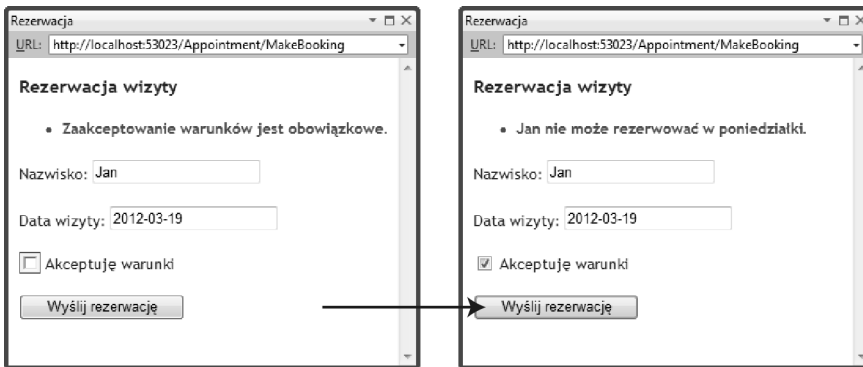 Rezerwacja
URL: http://localhost:53023/Appointment/MakeBooking
Rezerwacja wizyty
• Zaakceptowanie warunków jest obowiązkowe.
Nazwisko: Jan
Data wizyty: 2012-03-19
Akceptuję warunki
Wyślij rezerwację
Rezerwacja
URL: http://localhost:53023/Appointment/MakeBooking
Rezerwacja wizyty
• Jan nie może rezerwować w poniedziałki.
Nazwisko: Jan
Data wizyty: 2012-03-19
Akceptuję warunki
Wyślij rezerwację